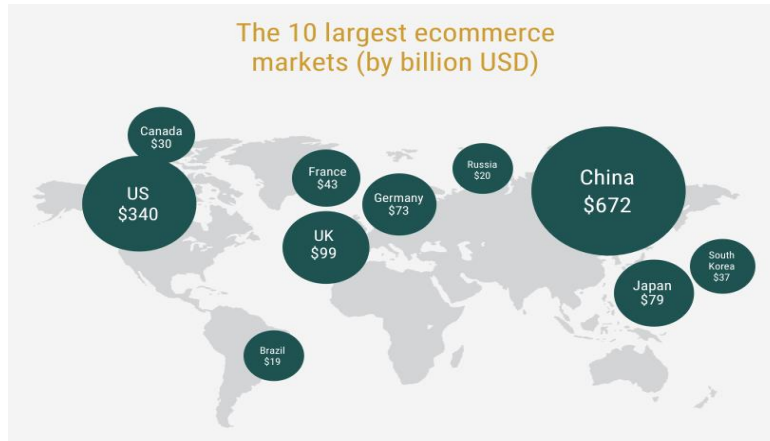 The 10 largest ecommerce
markets (by billion USD)
Canada
$30
US
$340
France
$43
UK
$99
Germany
$73
Russia
$20
China
$672
South
Korea
$37
Japan
$79
Brazil
$19